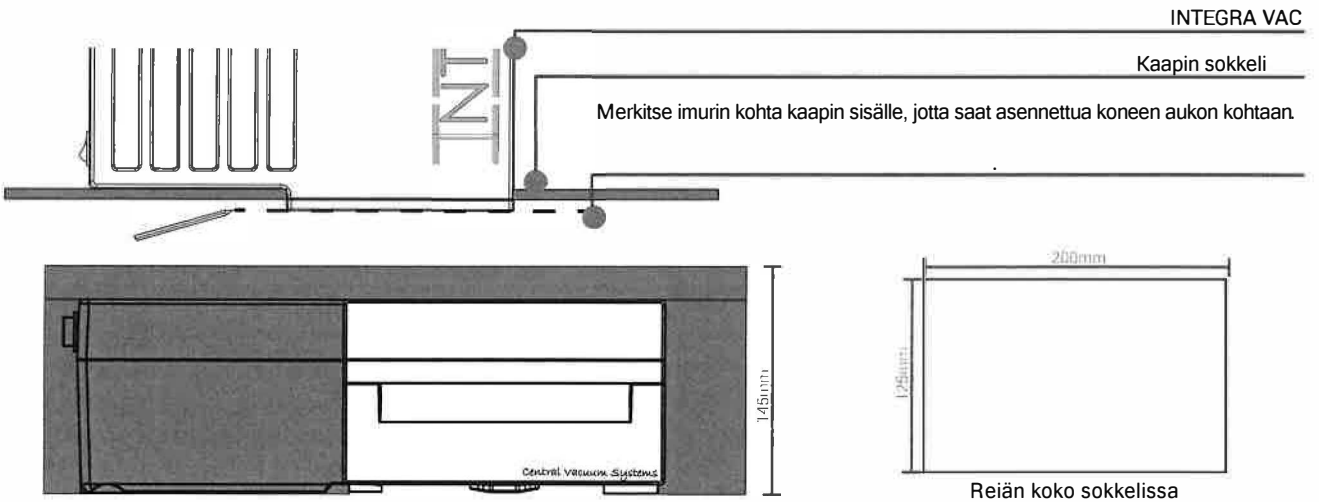 INTEGRA VAC
INT
Kaapin sokkeli
Merkitse imurin kohta kaapin sisälle, jotta saat asennettua koneen aukon kohtaan.
200mm
125mm
145mm
Central Vacuum Systems
Reiän koko sokkelissa